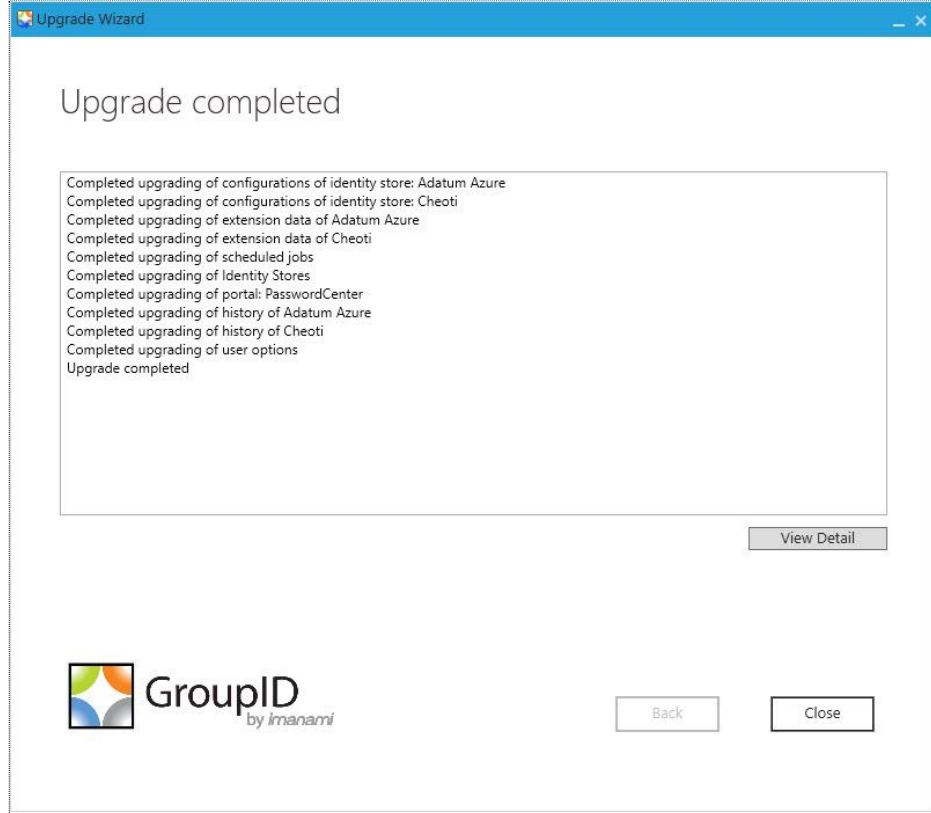 Upgrade Wizard
Upgrade completed
Completed upgrading of configurations of identity store: Adatum Azure
Completed upgrading of configurations of identity store: Cheoti
Completed upgrading of extension data of Adatum Azure
Completed upgrading of extension data of Cheoti
Completed upgrading of scheduled jobs
Completed upgrading of Identity Stores
Completed upgrading of portal: PasswordCenter
Completed upgrading of history of Adatum Azure
Completed upgrading of history of Cheoti
Completed upgrading of user options
Upgrade completed
View Detail
GroupID
by imanami
Back
Close